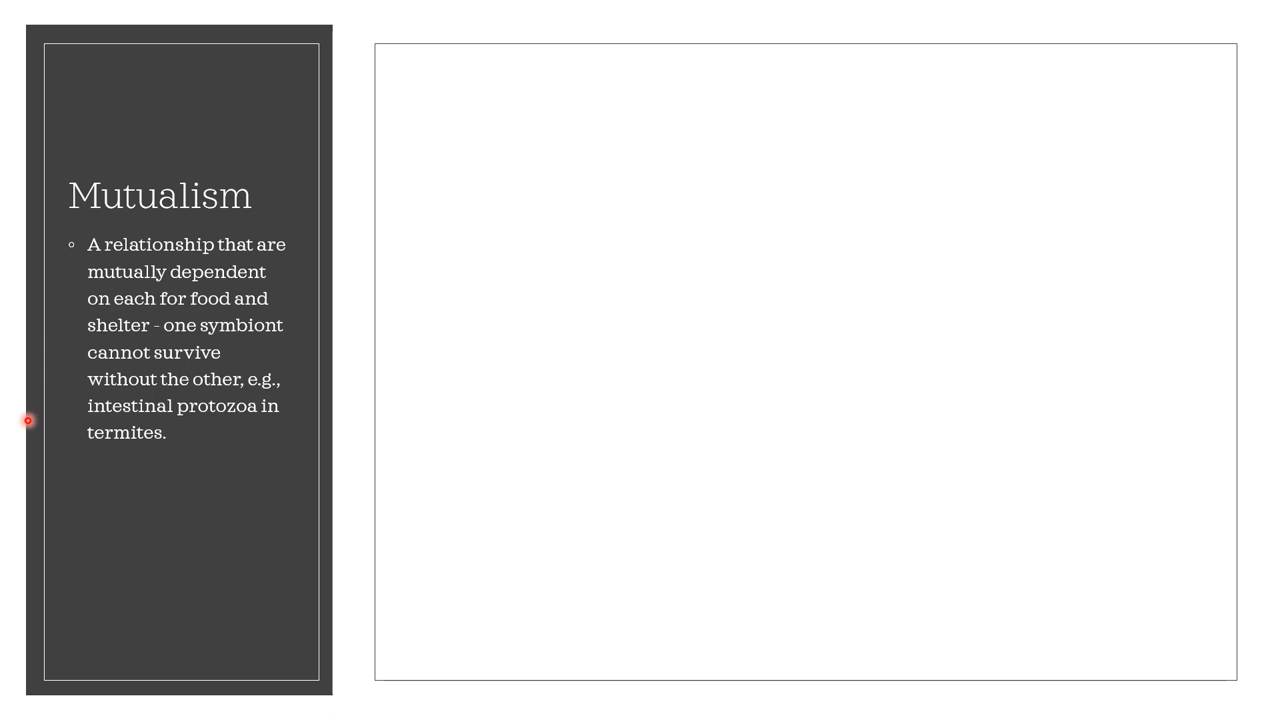 Mutualism
A relationship that are
mutually dependent
on each for food and
shelter - one symbiont
cannot survive
without the other, e.g.,
intestinal protozoa in
termites.